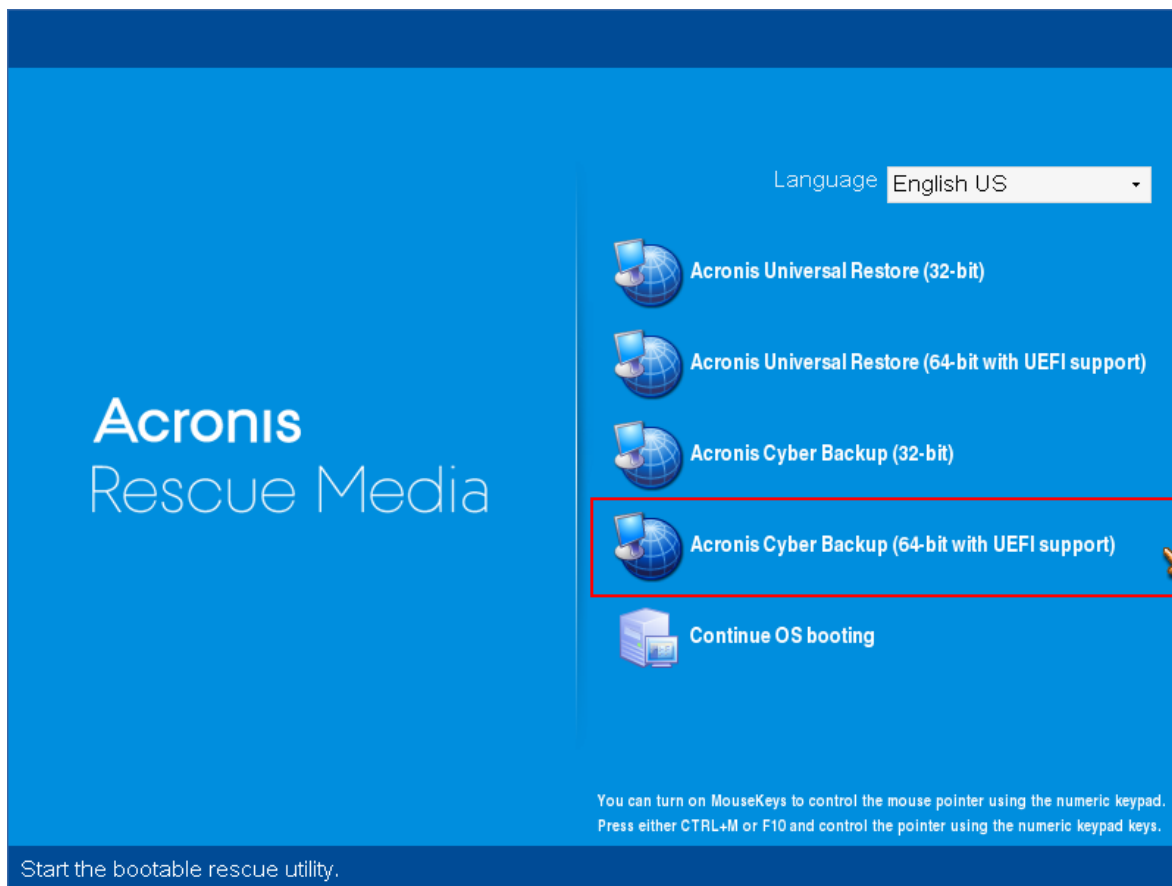 Language English US
Acronis Universal Restore (32-bit)
Acronis Universal Restore (64-bit with UEFI support)
Acronis
Rescue Media
Acronis Cyber Backup (32-bit)
Acronis Cyber Backup (64-bit with UEFI support)
Continue OS booting
You can turn on MouseKeys to control the mouse pointer using the numeric keypad.
Press either CTRL+M or F10 and control the pointer using the numeric keypad keys.
Start the bootable rescue utility.